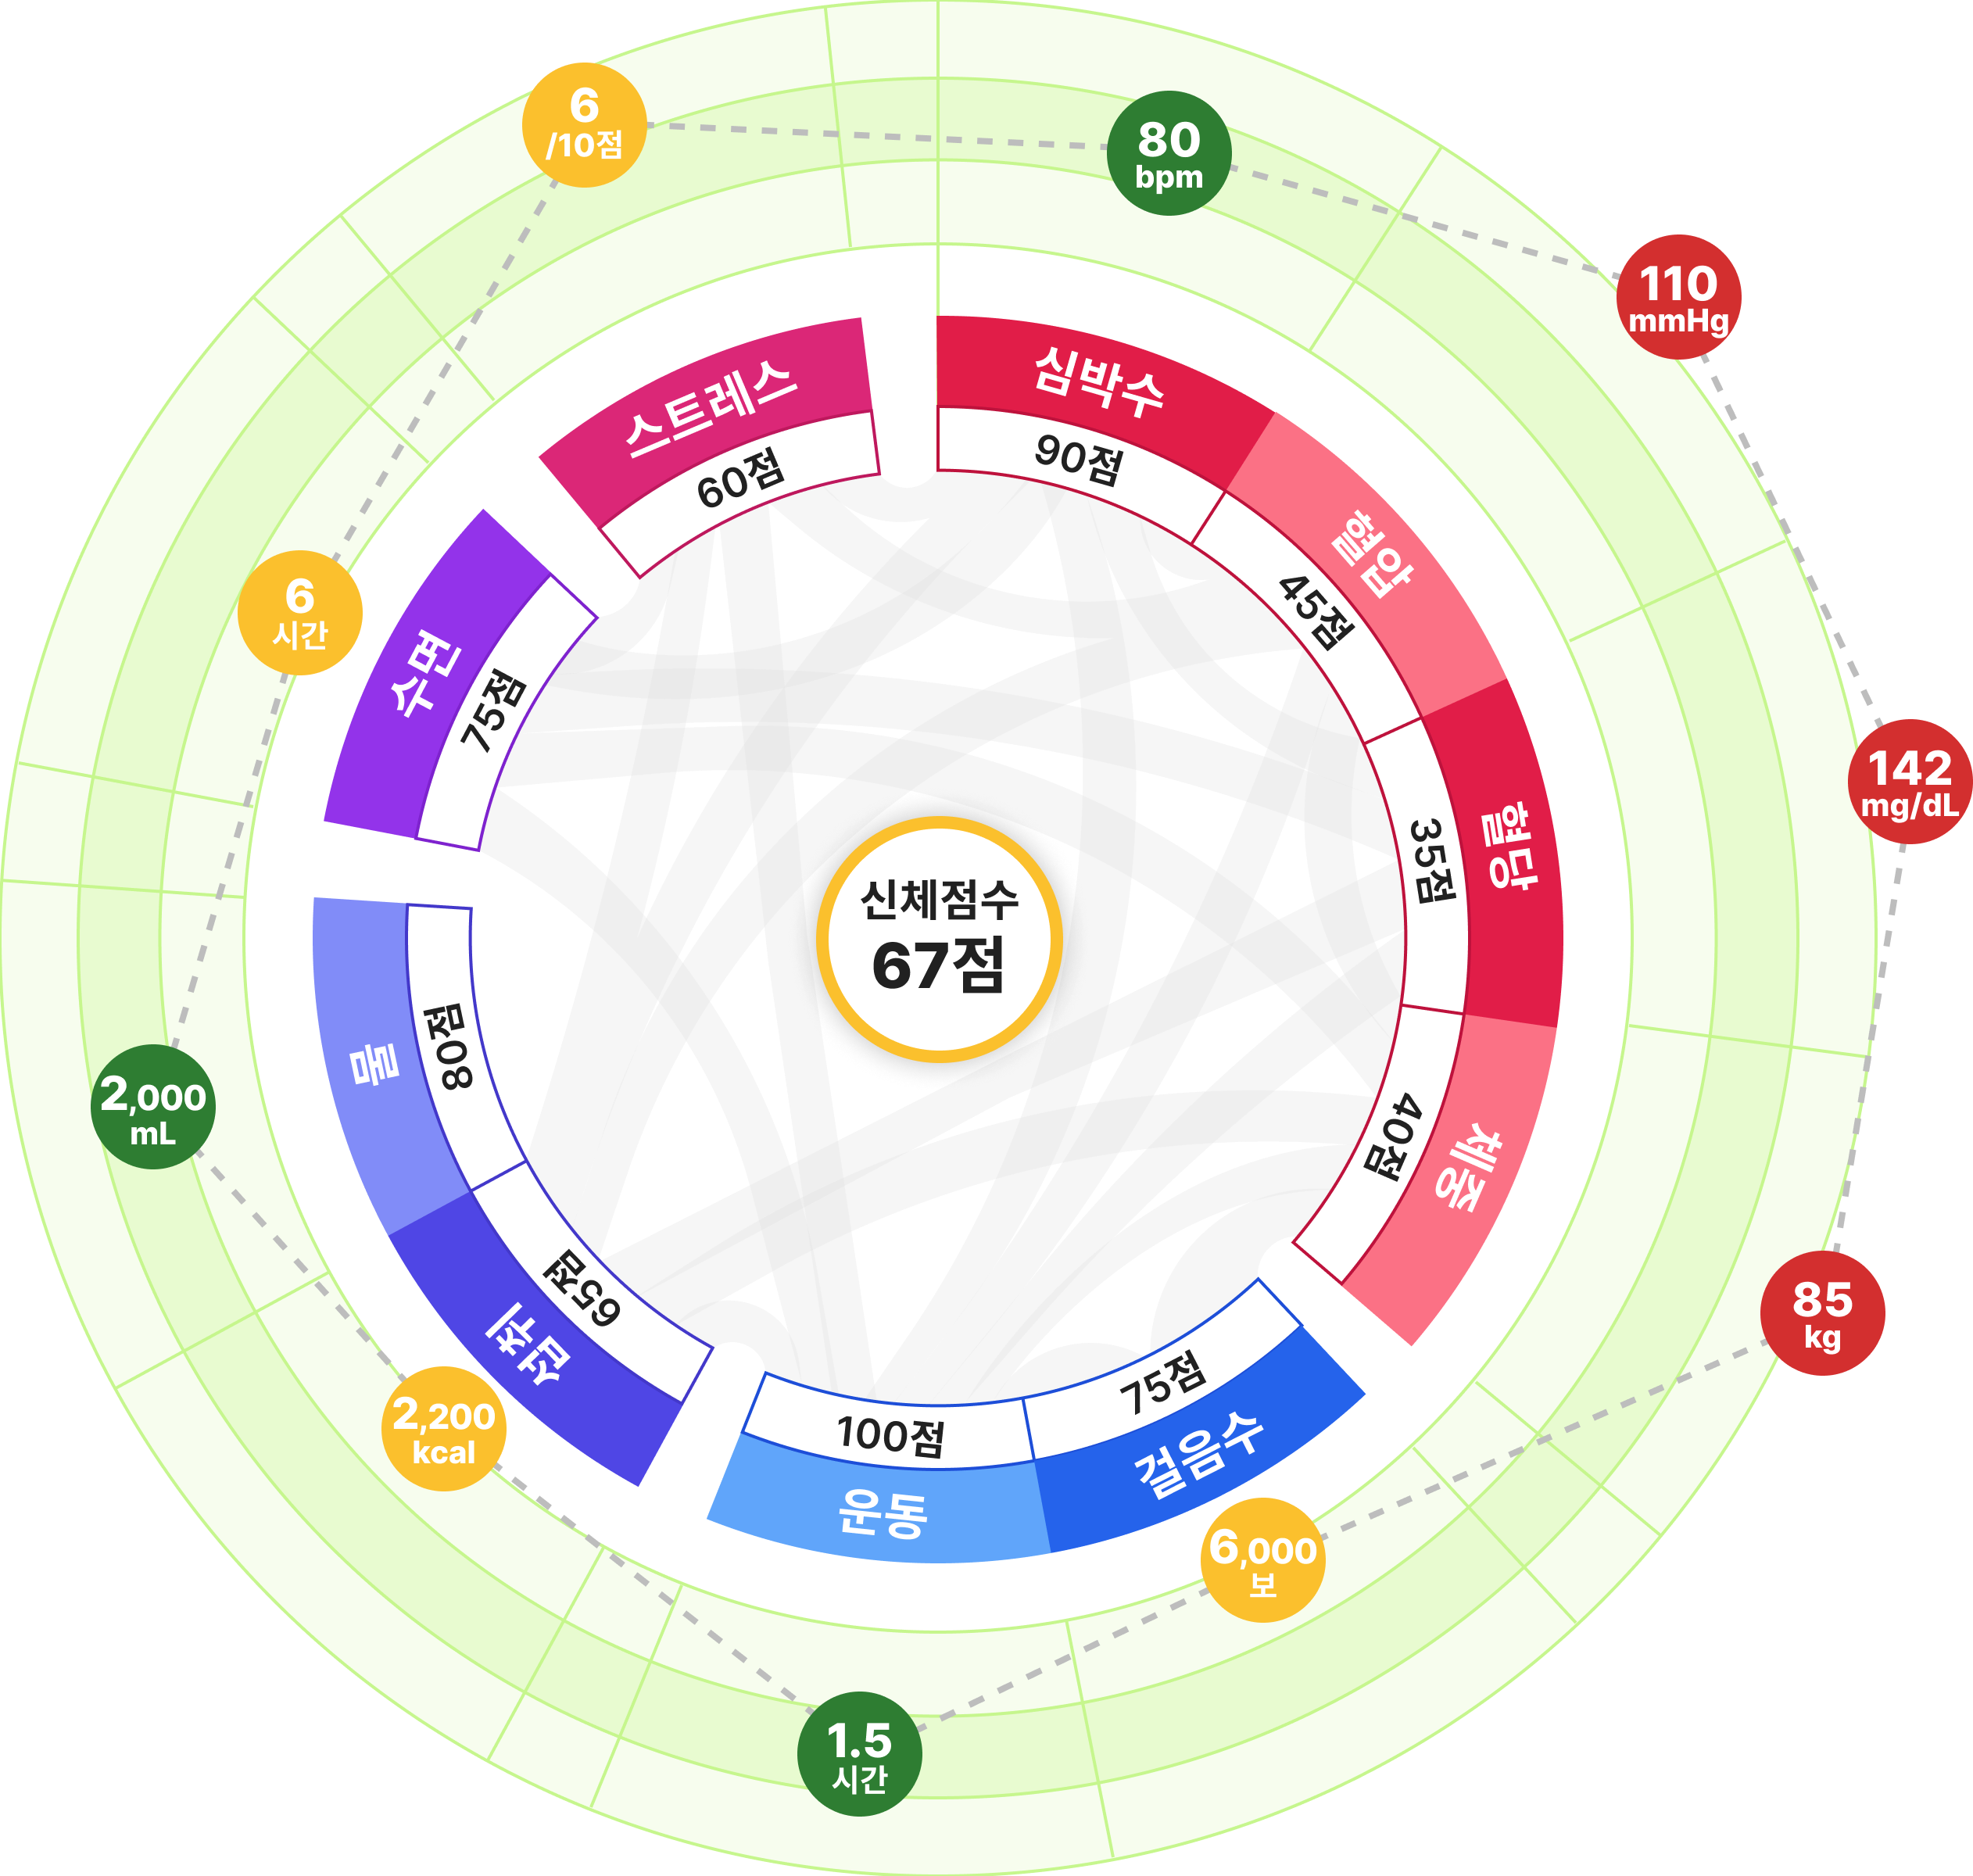 6
/10점
80
bpm
110
mmHg
142
mg/dL
85
kg
6,000
보
1.5
시간
2,200
kcal
2,000
mL
6
시간
심박수
90점
혈압
45점
혈당
35점
체중
40점
걸음수
75점
운동
100점
식사
65점
물
80점
수면
75점
스트레스
60점
신체점수
67점